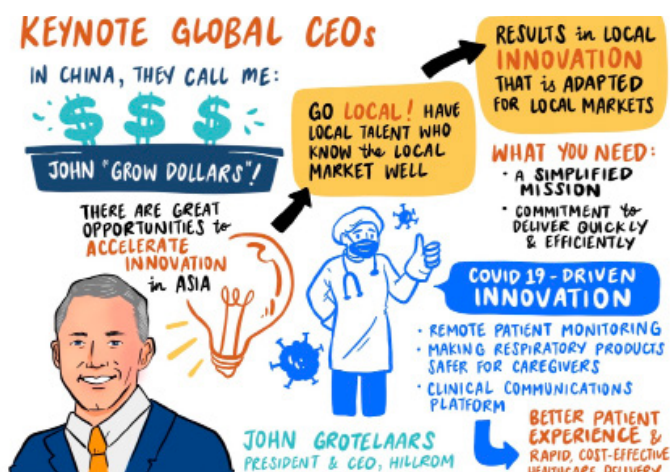 KEYNOTE GLOBAL CEOs
IN CHINA, THEY CALL ME:
$ $ $
JOHN "GROW DOLLARS"!
THERE ARE GREAT
OPPORTUNITIES to
ACCELERATE
INNOVATION
in ASIA
GO LOCAL! HAVE
LOCAL TALENT WHO
KNOW the LOCAL
MARKET WELL
RESULTS in LOCAL
INNOVATION
THAT is ADAPTED
FOR LOCAL MARKETS
WHAT YOU NEED:
• A SIMPLIFIED
MISSION
• COMMITMENT to
DELIVER QUICKLY
& EFFICIENTLY
COVID 19-DRIVEN
INNOVATION
• REMOTE PATIENT MONITORING
• MAKING RESPIRATORY PRODUCTS
SAFER FOR CAREGIVERS
• CLINICAL COMMUNICATIONS
PLATFORM
BETTER PATIENT
EXPERIENCE &
RAPID, COST-EFFECTIVE
HEALTHCARE DELIVERY
JOHN GROTELAARS
PRESIDENT & CEO, HILLROM